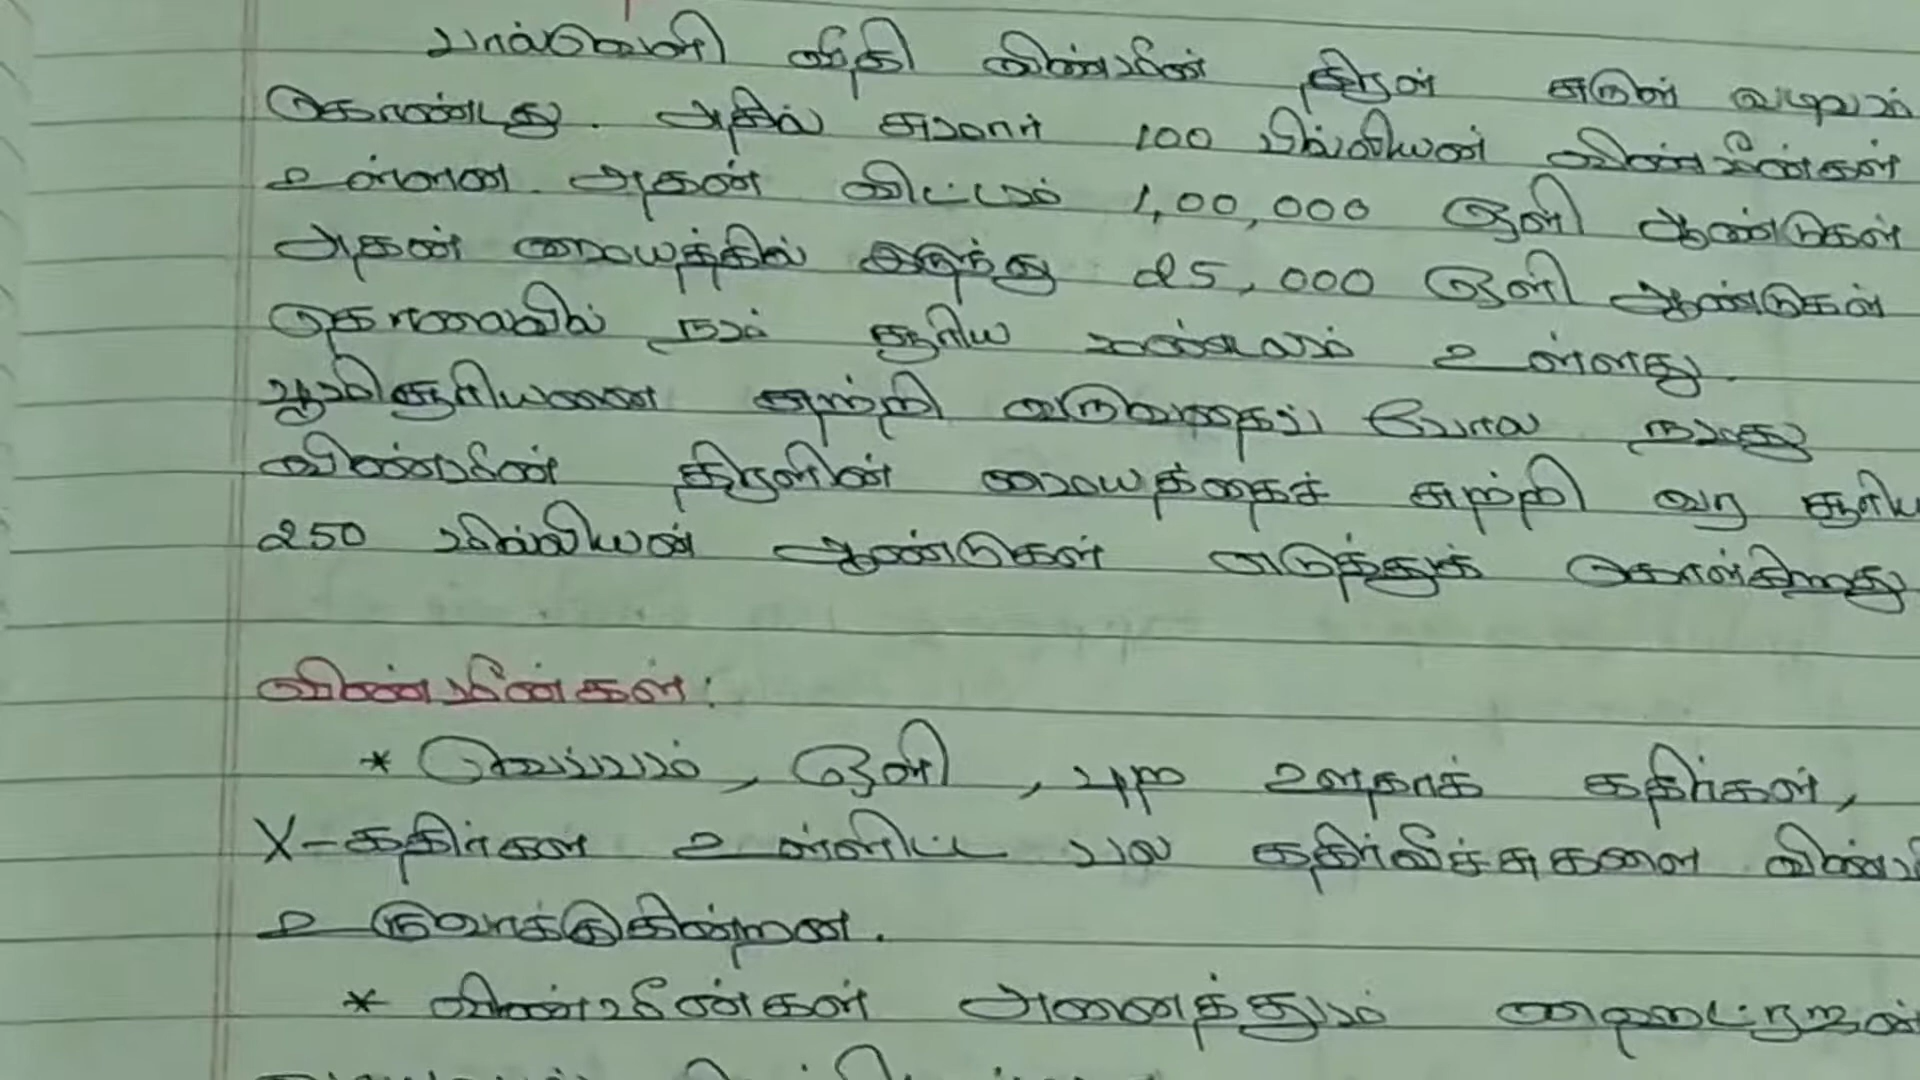 பால்வெளி வீதி விண்மீன் திரள் சுருள் வடிவம்
கொண்டது. அதில் சுமார் 100 பில்லியன் விண்மீன்கள்
உள்ளன. அதன் விட்டம் 1,00,000 ஒளி ஆண்டுகள்
அதன் மையத்தில் இருந்து 25,000 ஒளி ஆண்டுகள்
தொலைவில் நம் சூரிய மண்டலம் உள்ளது.
பூமி சூரியனை சுற்றி வருவதைப் போல நமது
விண்மீன் திரளின் மையத்தைச் சுற்றி வர சூரிய
250 மில்லியன் ஆண்டுகள் எடுத்துக் கொள்கிறது
விண்மீன்கள் :
* வெப்பம், ஒளி, புற ஊதாக் கதிர்கள்,
X-கதிர்கள் உள்ளிட்ட பல கதிர்வீச்சுகளை விண்மீ
உருவாக்குகின்றன.
* விண்மீன்கள் அனைத்தும் ஹைட்ரஜன்